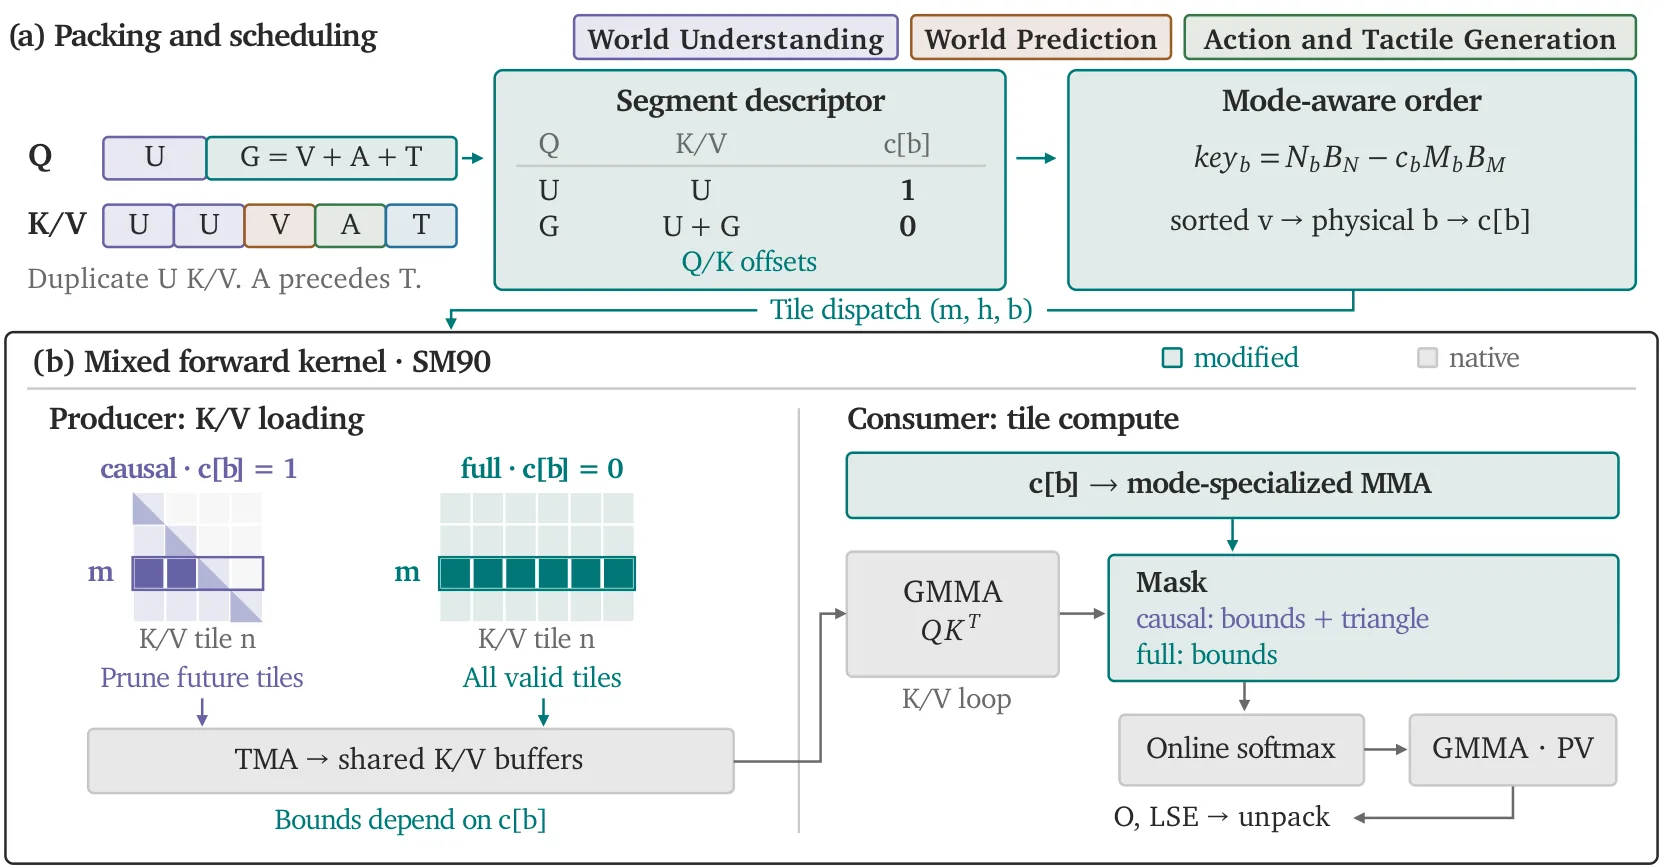 (a) Packing and scheduling
World Understanding
World Prediction
Action and Tactile Generation
Q
U
G = V + A + T
K/V
U
U
V
A
T
Duplicate U K/V. A precedes T.
Segment descriptor
Q K/V c[b]
U U 1
G U + G 0
Q/K offsets
Mode-aware order
key_b = N_b B_N − c_b M_b B_M
sorted v → physical b → c[b]
Tile dispatch (m, h, b)
(b) Mixed forward kernel · SM90
modified
native
Producer: K/V loading
causal · c[b] = 1
full · c[b] = 0
m
m
K/V tile n
K/V tile n
Prune future tiles
All valid tiles
TMA → shared K/V buffers
Bounds depend on c[b]
Consumer: tile compute
c[b] → mode-specialized MMA
GMMA
QK^T
K/V loop
Mask
causal: bounds + triangle
full: bounds
Online softmax
GMMA · PV
O, LSE → unpack